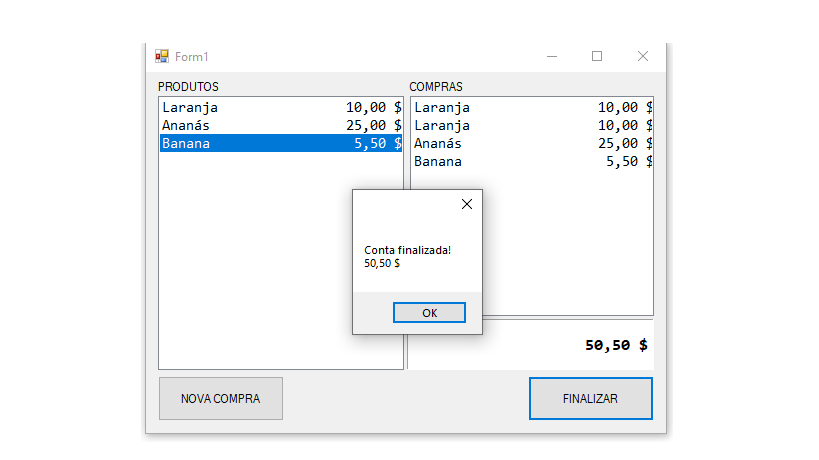 Form1
PRODUTOS
Laranja 10,00 $
Ananás 25,00 $
Banana 5,50 $
COMPRAS
Laranja 10,00 $
Laranja 10,00 $
Ananás 25,00 $
Banana 5,50 $
Conta finalizada!
50,50 $
OK
50,50 $
NOVA COMPRA
FINALIZAR